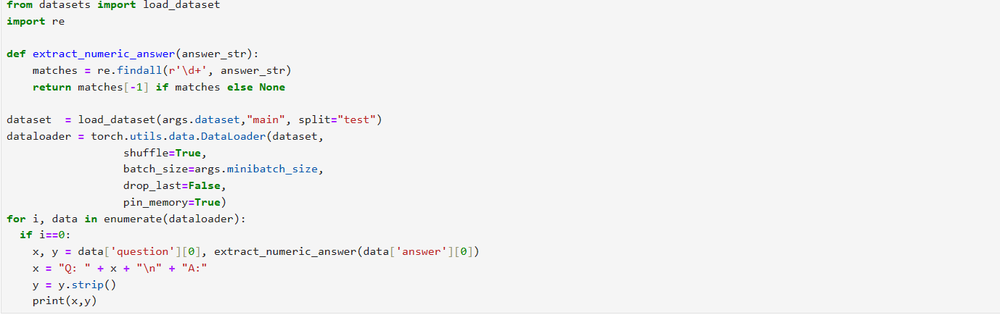 from datasets import load_dataset
import re

def extract_numeric_answer(answer_str):
    matches = re.findall(r'\d+', answer_str)
    return matches[-1] if matches else None

dataset  = load_dataset(args.dataset,"main", split="test")
dataloader = torch.utils.data.DataLoader(dataset,
                  shuffle=True,
                  batch_size=args.minibatch_size,
                  drop_last=False,
                  pin_memory=True)
for i, data in enumerate(dataloader):
  if i==0:
    x, y = data['question'][0], extract_numeric_answer(data['answer'][0])
    x = "Q: " + x + "\n" + "A:"
    y = y.strip()
    print(x,y)